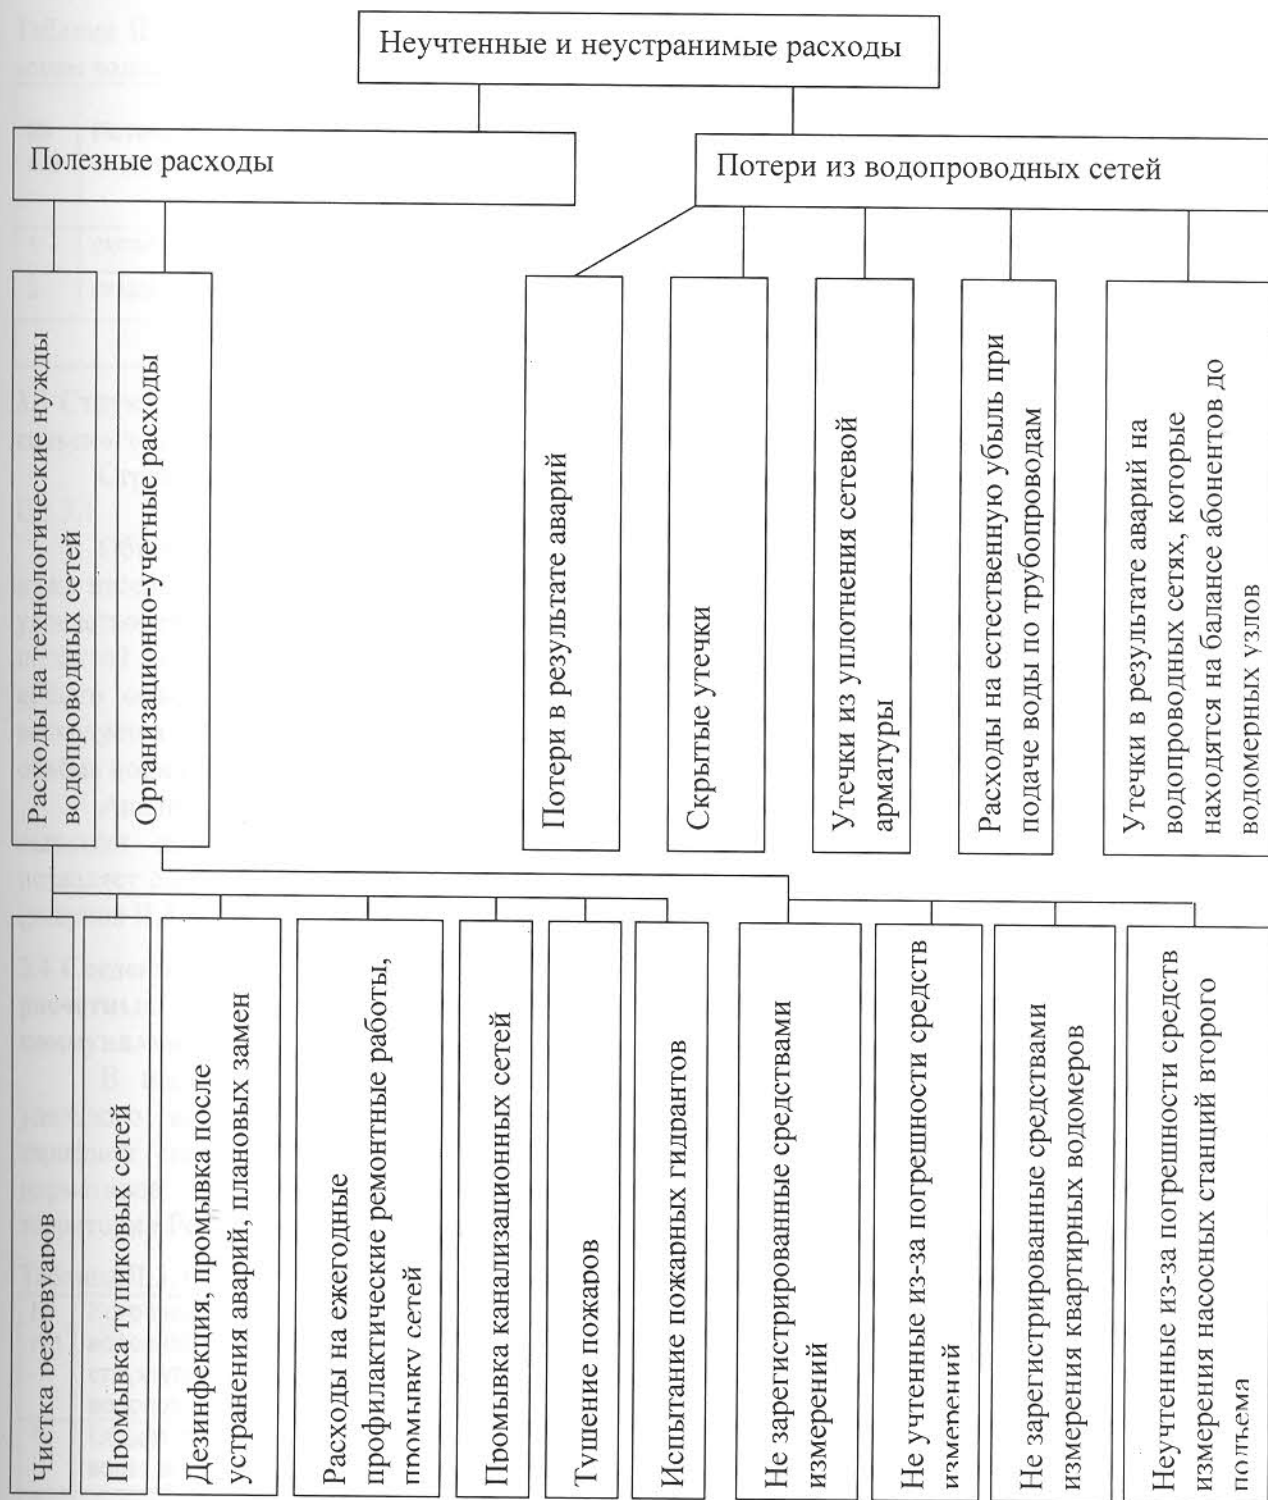 Неучтенные и неустранимые расходы
Полезные расходы
Потери из водопроводных сетей
Расходы на технологические нужды
водопроводных сетей
Организационно-учетные расходы
Потери в результате аварий
Скрытые утечки
Утечки из уплотнения сетевой
арматуры
Расходы на естественную убыль при
подаче воды по трубопроводам
Утечки в результате аварий на
водопроводных сетях, которые
находятся на балансе абонентов до
водомерных узлов
Чистка резервуаров
Промывка тупиковых сетей
Дезинфекция, промывка после
устранения аварий, плановых замен
Расходы на ежегодные
профилактические ремонтные работы,
промывку сетей
Промывка канализационных сетей
Тушение пожаров
Испытание пожарных гидрантов
Не зарегистрированные средствами
измерений
Не учтенные из-за погрешности средств
измерений
Не зарегистрированные средствами
измерения квартирных водомеров
Неучтенные из-за погрешности средств
измерения насосных станций второго
подъема